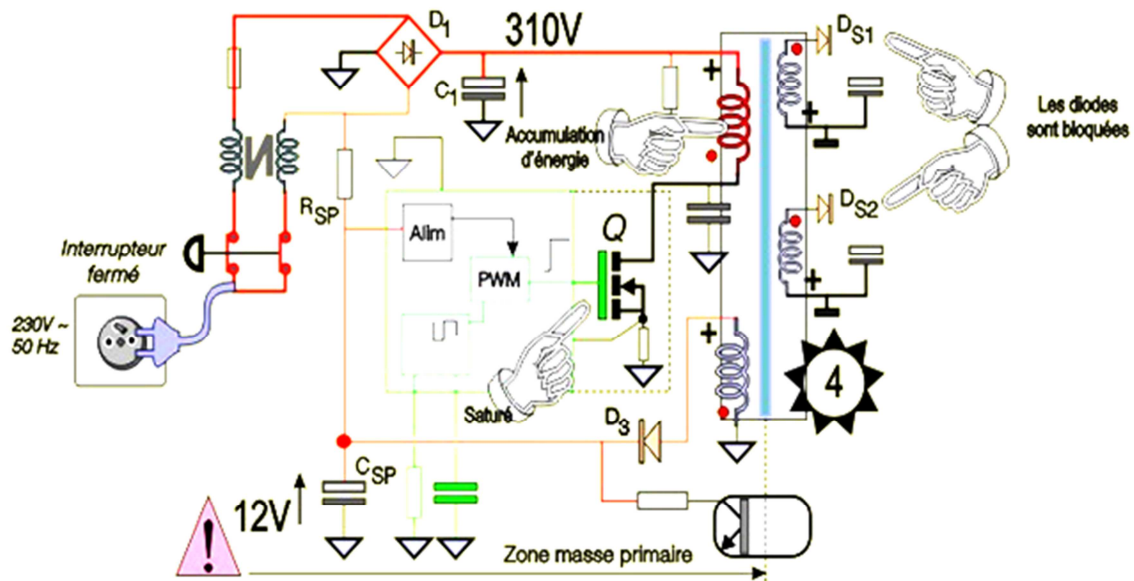 D1
310V
DS1
C1
Accumulation
d'énergie
Les diodes
sont bloquées
RSP
DS2
Alim
Q
Interrupteur
fermé
PWM
230V ~
50 Hz
4
Saturé
D3
CSP
12V
!
Zone masse primaire
+
+
+
+